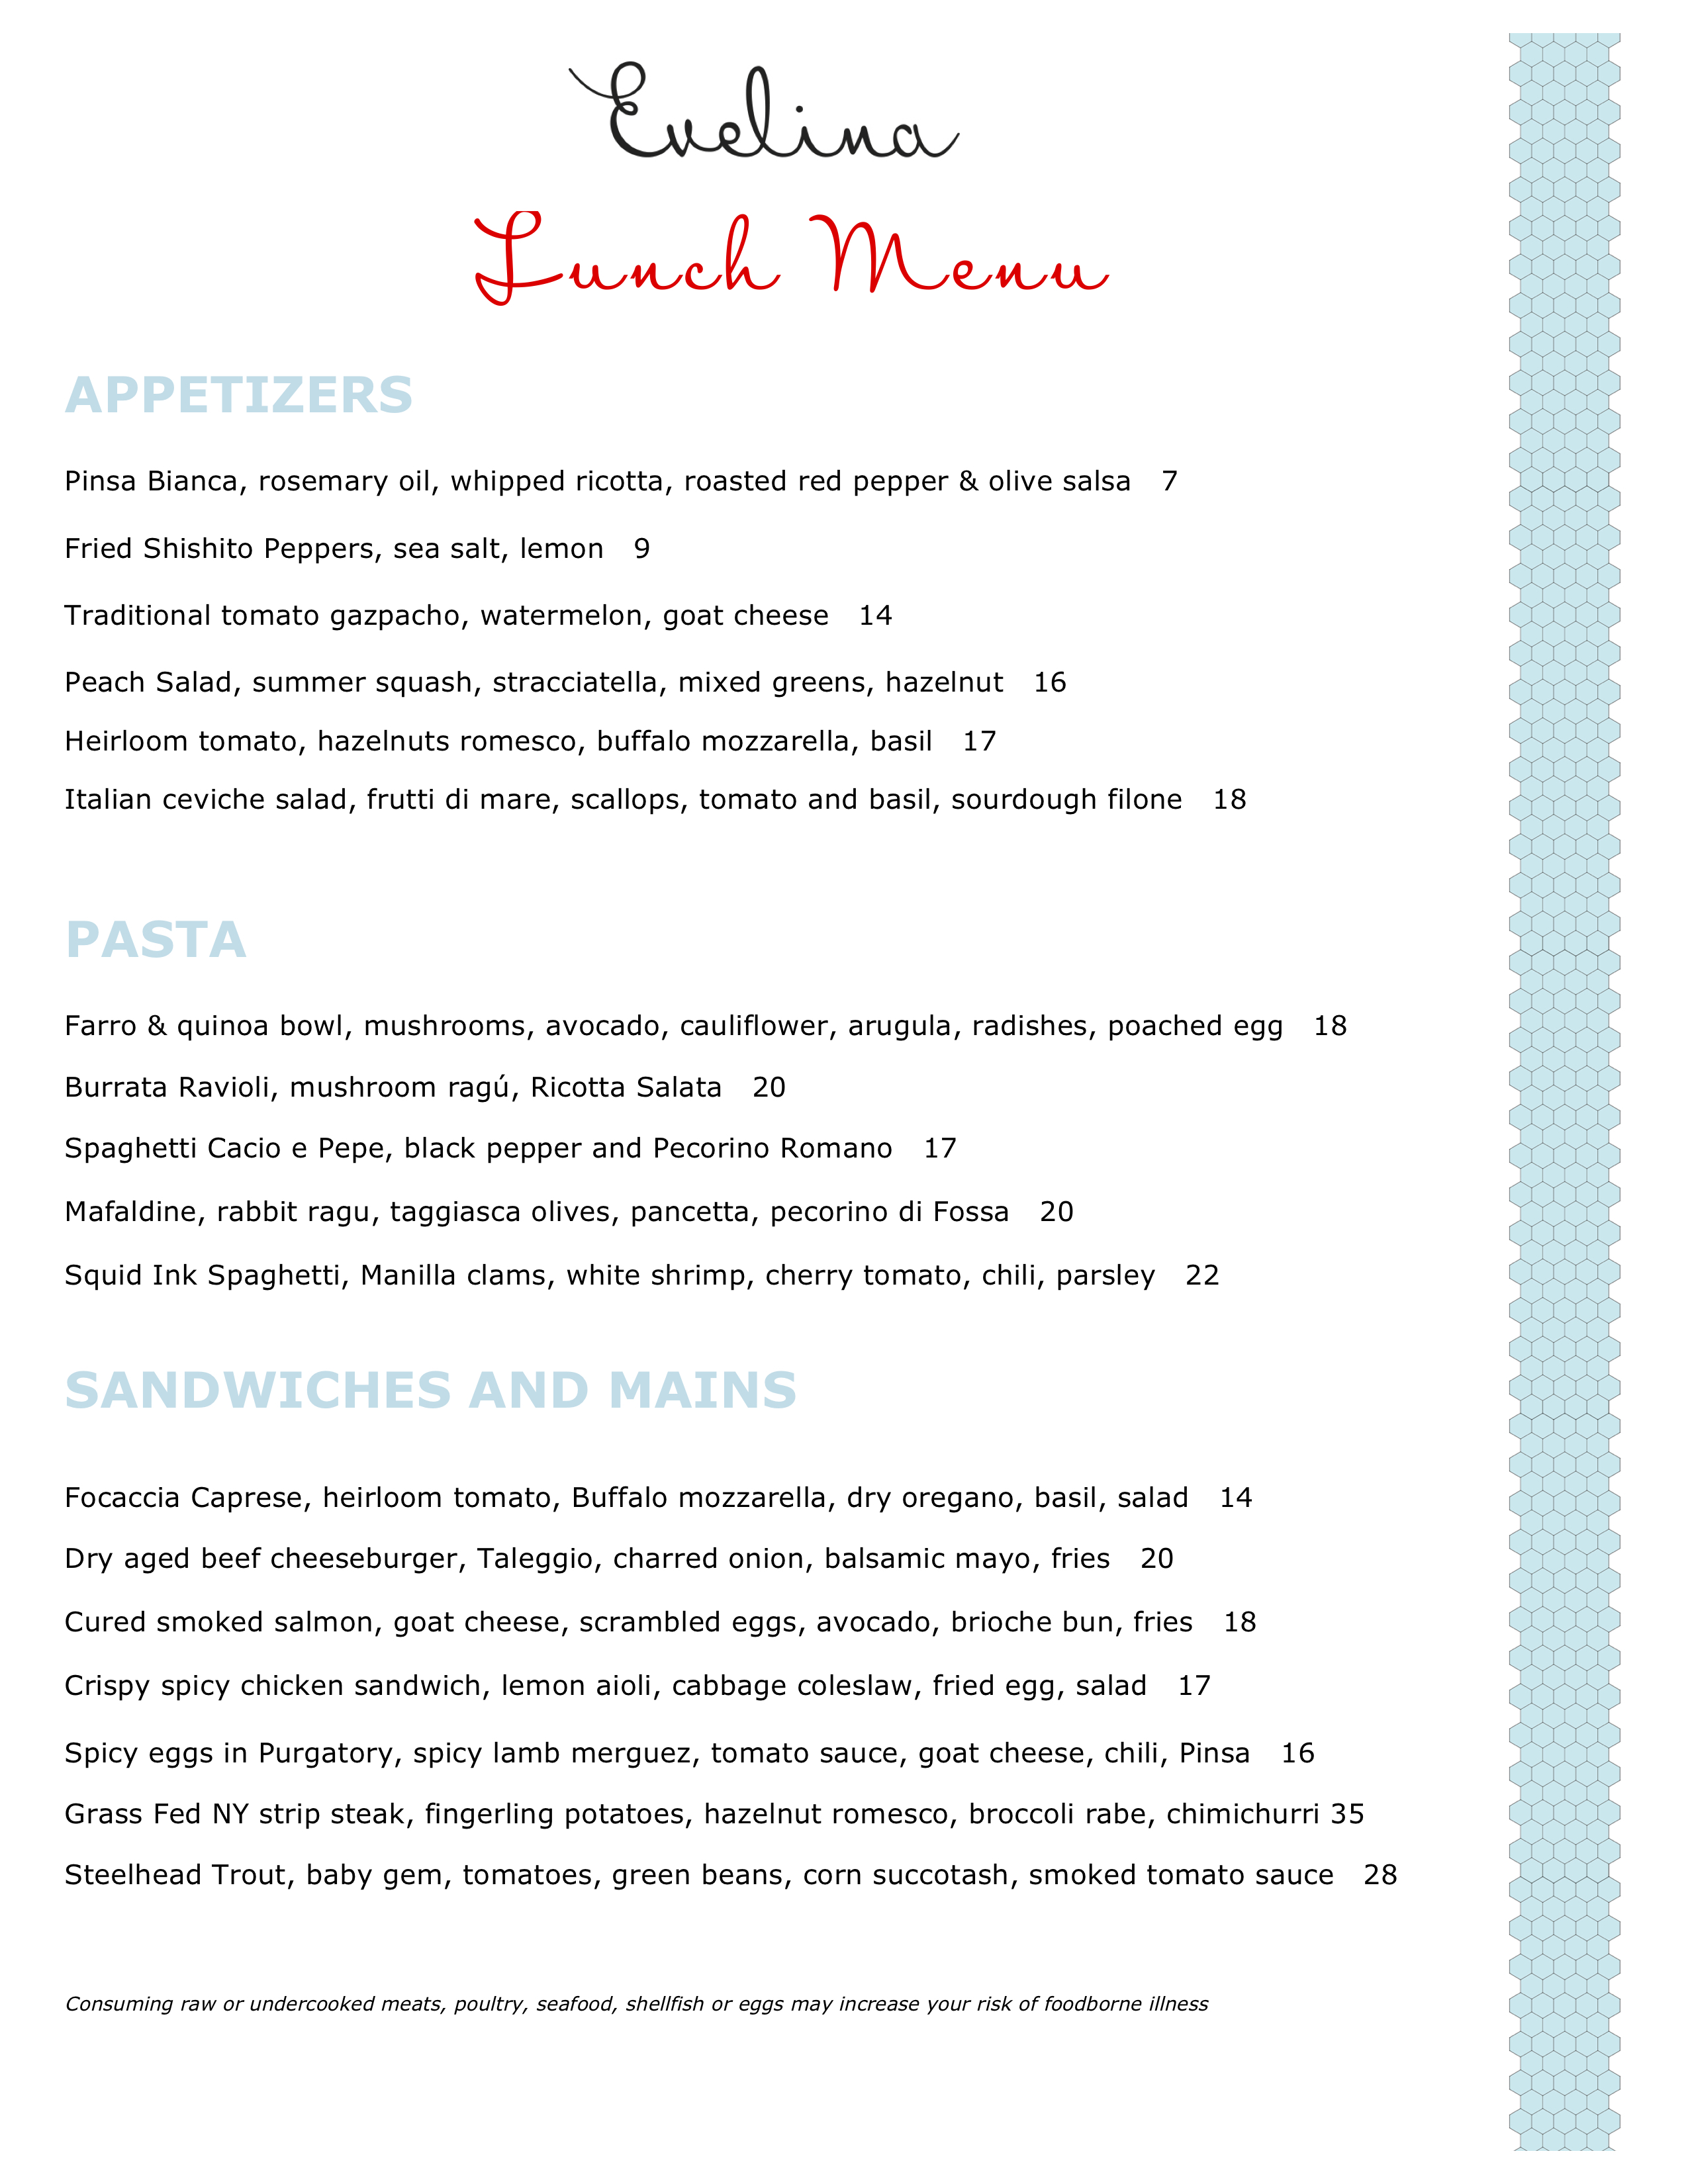 Evelina
Lunch Menu
APPETIZERS
Pinsa Bianca, rosemary oil, whipped ricotta, roasted red pepper & olive salsa 7
Fried Shishito Peppers, sea salt, lemon 9
Traditional tomato gazpacho, watermelon, goat cheese 14
Peach Salad, summer squash, stracciatella, mixed greens, hazelnut 16
Heirloom tomato, hazelnuts romesco, buffalo mozzarella, basil 17
Italian ceviche salad, frutti di mare, scallops, tomato and basil, sourdough filone 18
PASTA
Farro & quinoa bowl, mushrooms, avocado, cauliflower, arugula, radishes, poached egg 18
Burrata Ravioli, mushroom ragú, Ricotta Salata 20
Spaghetti Cacio e Pepe, black pepper and Pecorino Romano 17
Mafaldine, rabbit ragu, taggiasca olives, pancetta, pecorino di Fossa 20
Squid Ink Spaghetti, Manilla clams, white shrimp, cherry tomato, chili, parsley 22
SANDWICHES AND MAINS
Focaccia Caprese, heirloom tomato, Buffalo mozzarella, dry oregano, basil, salad 14
Dry aged beef cheeseburger, Taleggio, charred onion, balsamic mayo, fries 20
Cured smoked salmon, goat cheese, scrambled eggs, avocado, brioche bun, fries 18
Crispy spicy chicken sandwich, lemon aioli, cabbage coleslaw, fried egg, salad 17
Spicy eggs in Purgatory, spicy lamb merguez, tomato sauce, goat cheese, chili, Pinsa 16
Grass Fed NY strip steak, fingerling potatoes, hazelnut romesco, broccoli rabe, chimichurri 35
Steelhead Trout, baby gem, tomatoes, green beans, corn succotash, smoked tomato sauce 28
Consuming raw or undercooked meats, poultry, seafood, shellfish or eggs may increase your risk of foodborne illness